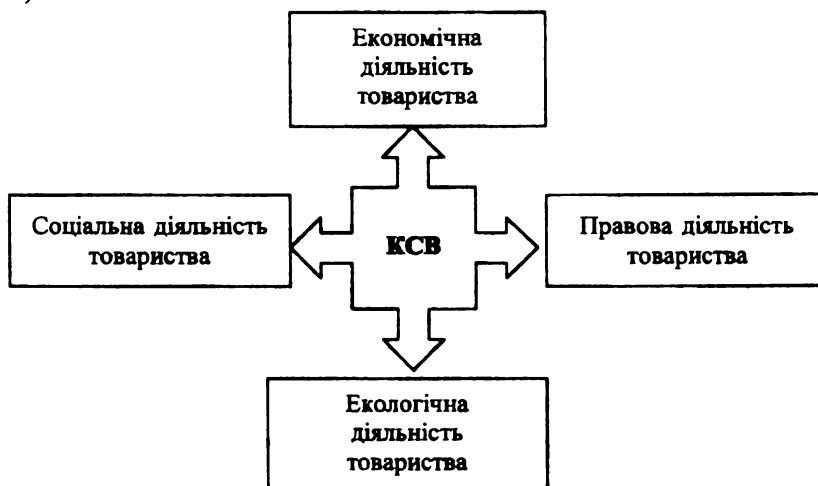 Економічна
діяльність
товариства
Соціальна діяльність
товариства
КСВ
Правова діяльність
товариства
Екологічна
діяльність
товариства